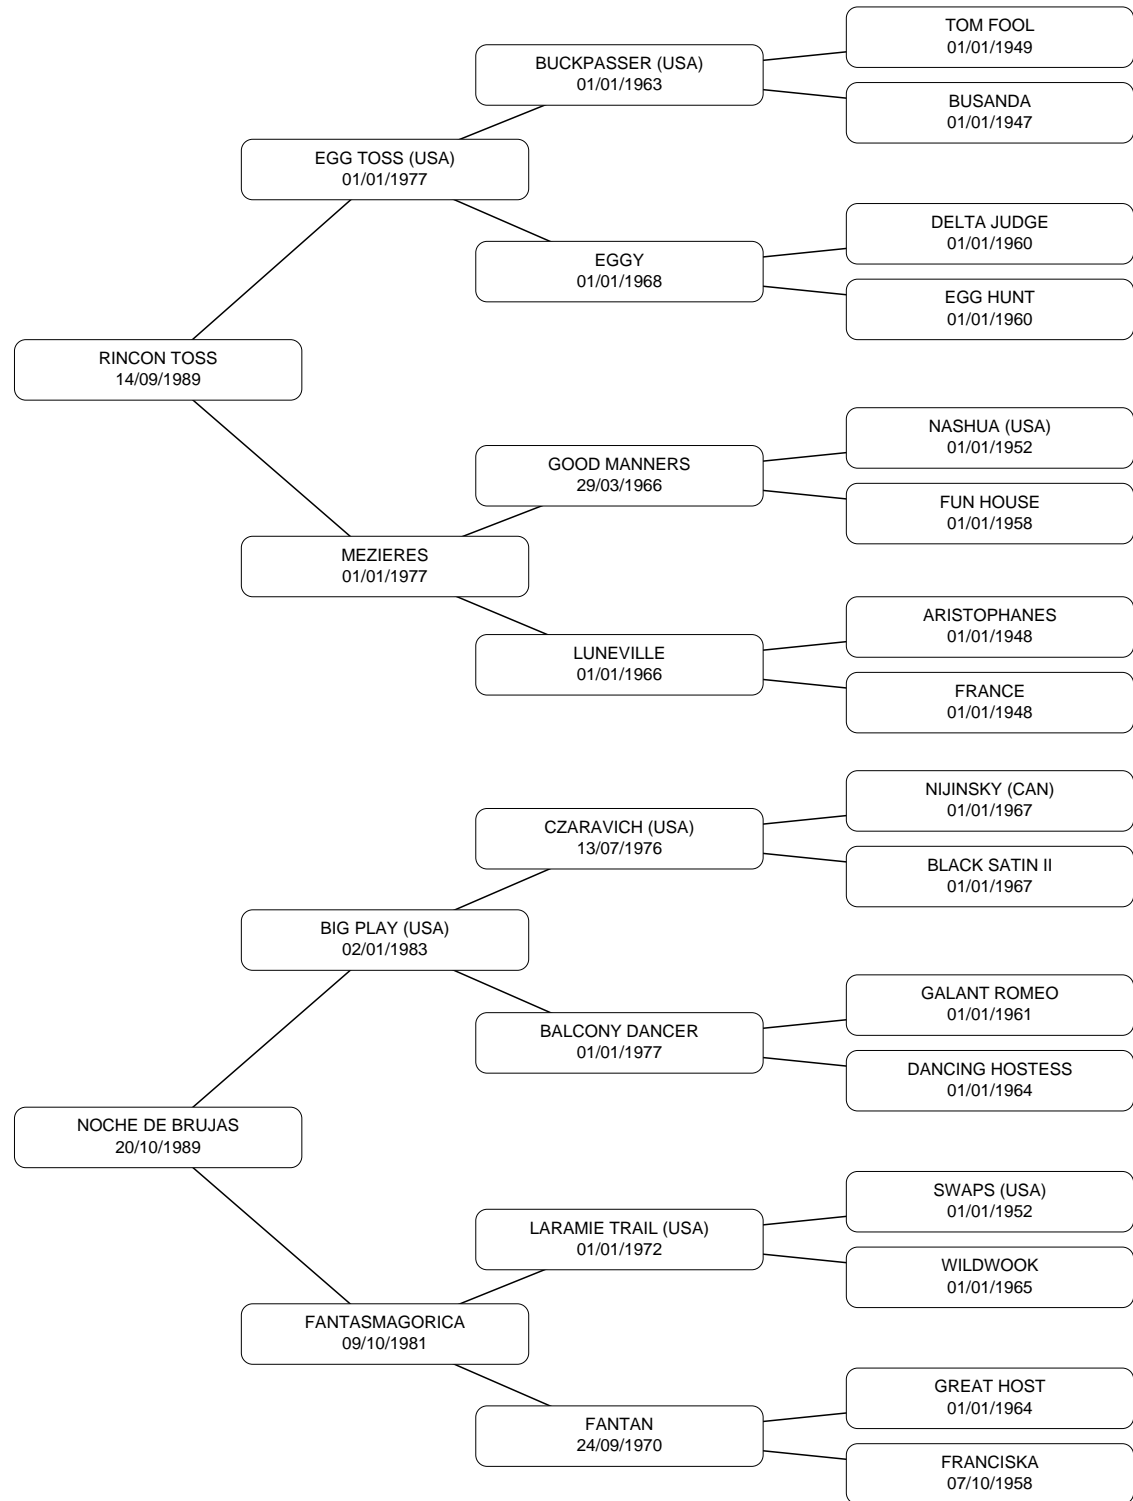 TOM FOOL
01/01/1949
BUCKPASSER (USA)
01/01/1963
BUSANDA
01/01/1947
EGG TOSS (USA)
01/01/1977
DELTA JUDGE
01/01/1960
EGGY
01/01/1968
EGG HUNT
01/01/1960
RINCON TOSS
14/09/1989
NASHUA (USA)
01/01/1952
GOOD MANNERS
29/03/1966
FUN HOUSE
01/01/1958
MEZIERES
01/01/1977
ARISTOPHANES
01/01/1948
LUNEVILLE
01/01/1966
FRANCE
01/01/1948
NIJINSKY (CAN)
01/01/1967
CZARAVICH (USA)
13/07/1976
BLACK SATIN II
01/01/1967
BIG PLAY (USA)
02/01/1983
GALANT ROMEO
01/01/1961
BALCONY DANCER
01/01/1977
DANCING HOSTESS
01/01/1964
NOCHE DE BRUJAS
20/10/1989
SWAPS (USA)
01/01/1952
LARAMIE TRAIL (USA)
01/01/1972
WILDWOOK
01/01/1965
FANTASMAGORICA
09/10/1981
GREAT HOST
01/01/1964
FANTAN
24/09/1970
FRANCISKA
07/10/1958